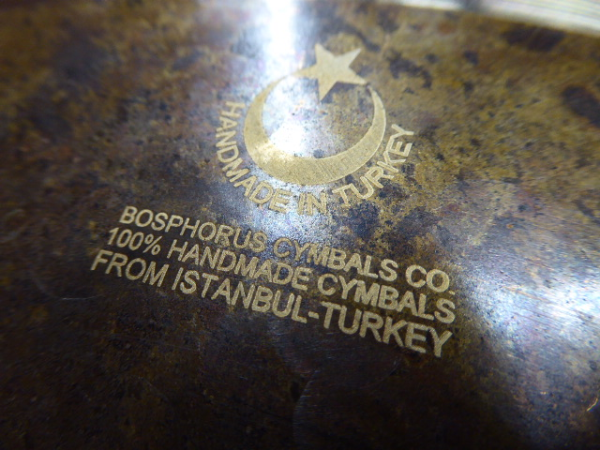 HANDMADE IN TURKEY
BOSPHORUS CYMBALS CO.
100% HANDMADE CYMBALS
FROM ISTANBUL-TURKEY